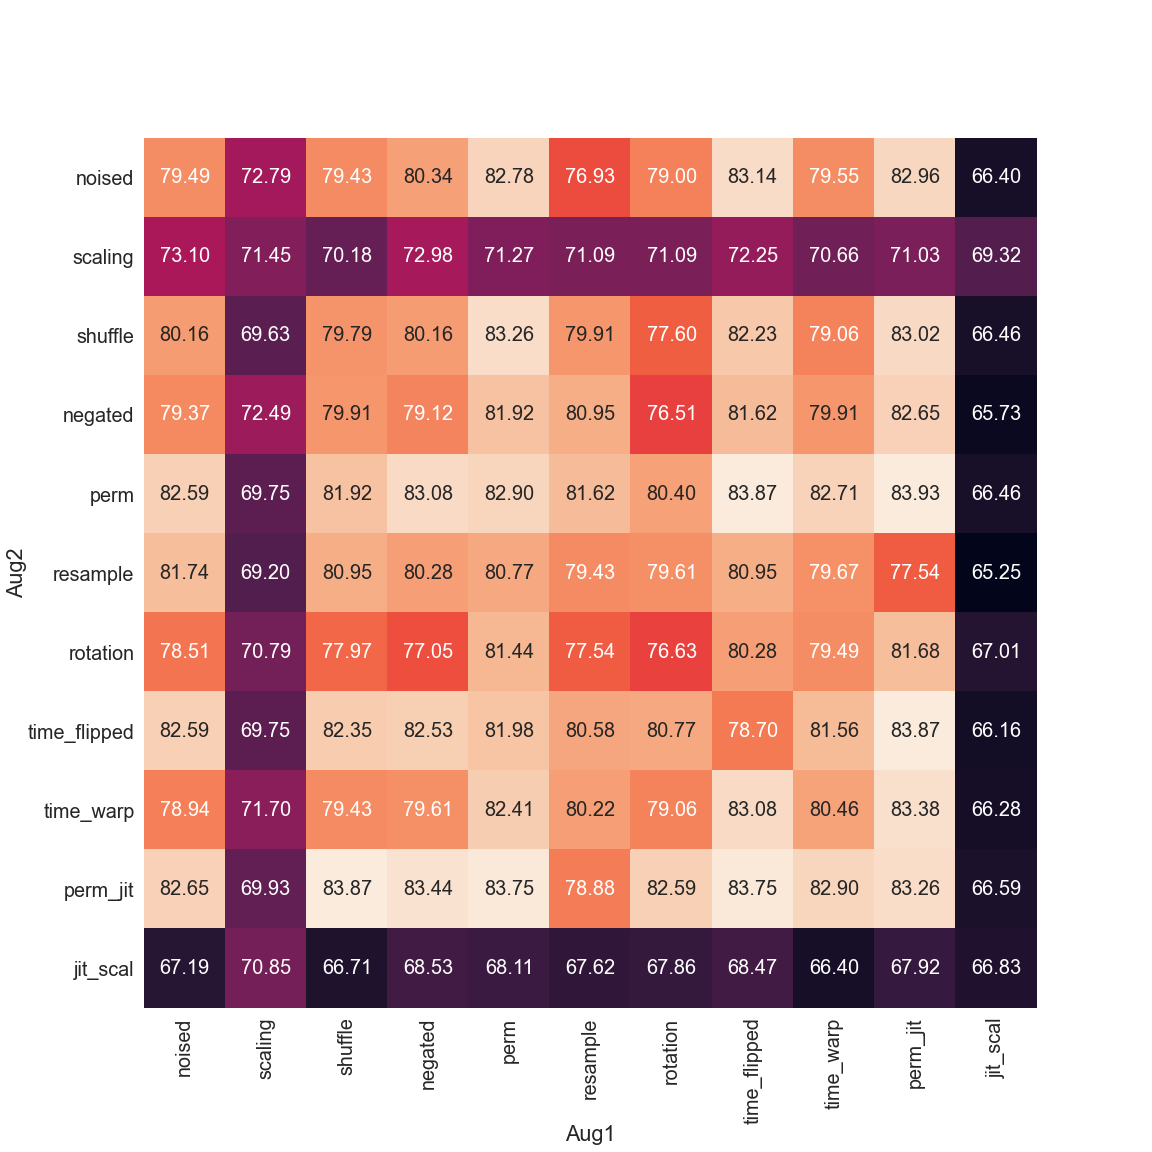 noised 79.49 72.79 79.43 80.34 82.78 76.93 79.00 83.14 79.55 82.96 66.40
scaling 73.10 71.45 70.18 72.98 71.27 71.09 71.09 72.25 70.66 71.03 69.32
shuffle 80.16 69.63 79.79 80.16 83.26 79.91 77.60 82.23 79.06 83.02 66.46
negated 79.37 72.49 79.91 79.12 81.92 80.95 76.51 81.62 79.91 82.65 65.73
perm 82.59 69.75 81.92 83.08 82.90 81.62 80.40 83.87 82.71 83.93 66.46
Aug2
resample 81.74 69.20 80.95 80.28 80.77 79.43 79.61 80.95 79.67 77.54 65.25
rotation 78.51 70.79 77.97 77.05 81.44 77.54 76.63 80.28 79.49 81.68 67.01
time_flipped 82.59 69.75 82.35 82.53 81.98 80.58 80.77 78.70 81.56 83.87 66.16
time_warp 78.94 71.70 79.43 79.61 82.41 80.22 79.06 83.08 80.46 83.38 66.28
perm_jit 82.65 69.93 83.87 83.44 83.75 78.88 82.59 83.75 82.90 83.26 66.59
jit_scal 67.19 70.85 66.71 68.53 68.11 67.62 67.86 68.47 66.40 67.92 66.83
noised scaling shuffle negated perm resample rotation time_flipped time_warp perm_jit jit_scal
Aug1